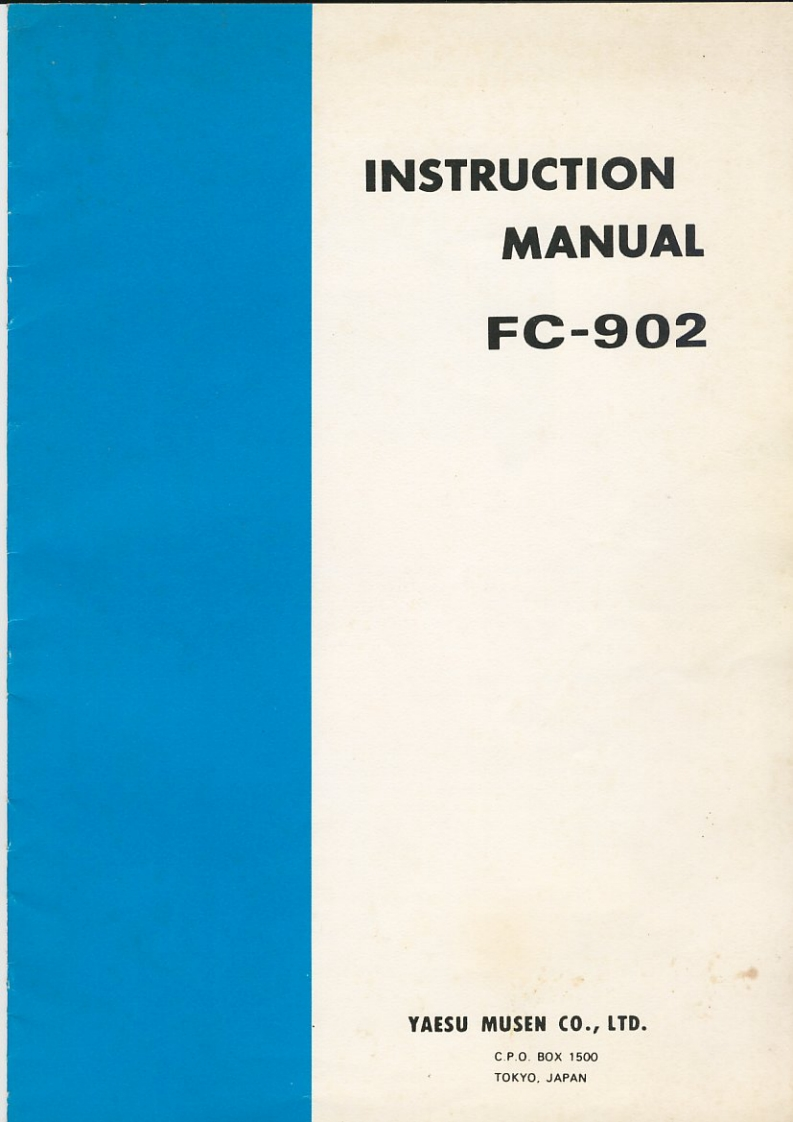 INSTRUCTION
MANUAL
FC-902
YAESU MUSEN CO., LTD.
C.P.O. BOX 1500
TOKYO, JAPAN